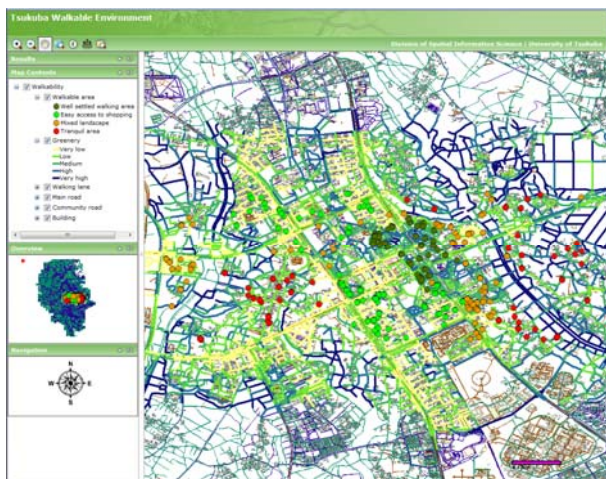 Tsukuba Walkable Environment
Division of Spatial Information Science | University of Tsukuba
Results
Map Contents
Walkability
Walkable area
Well settled walking area
Easy access to shopping
Mixed landscape
Tranquil area
Greenery
Very low
Low
Medium
High
Very high
Walking lane
Main road
Community road
Building
Overview
Navigation
N
W E
S